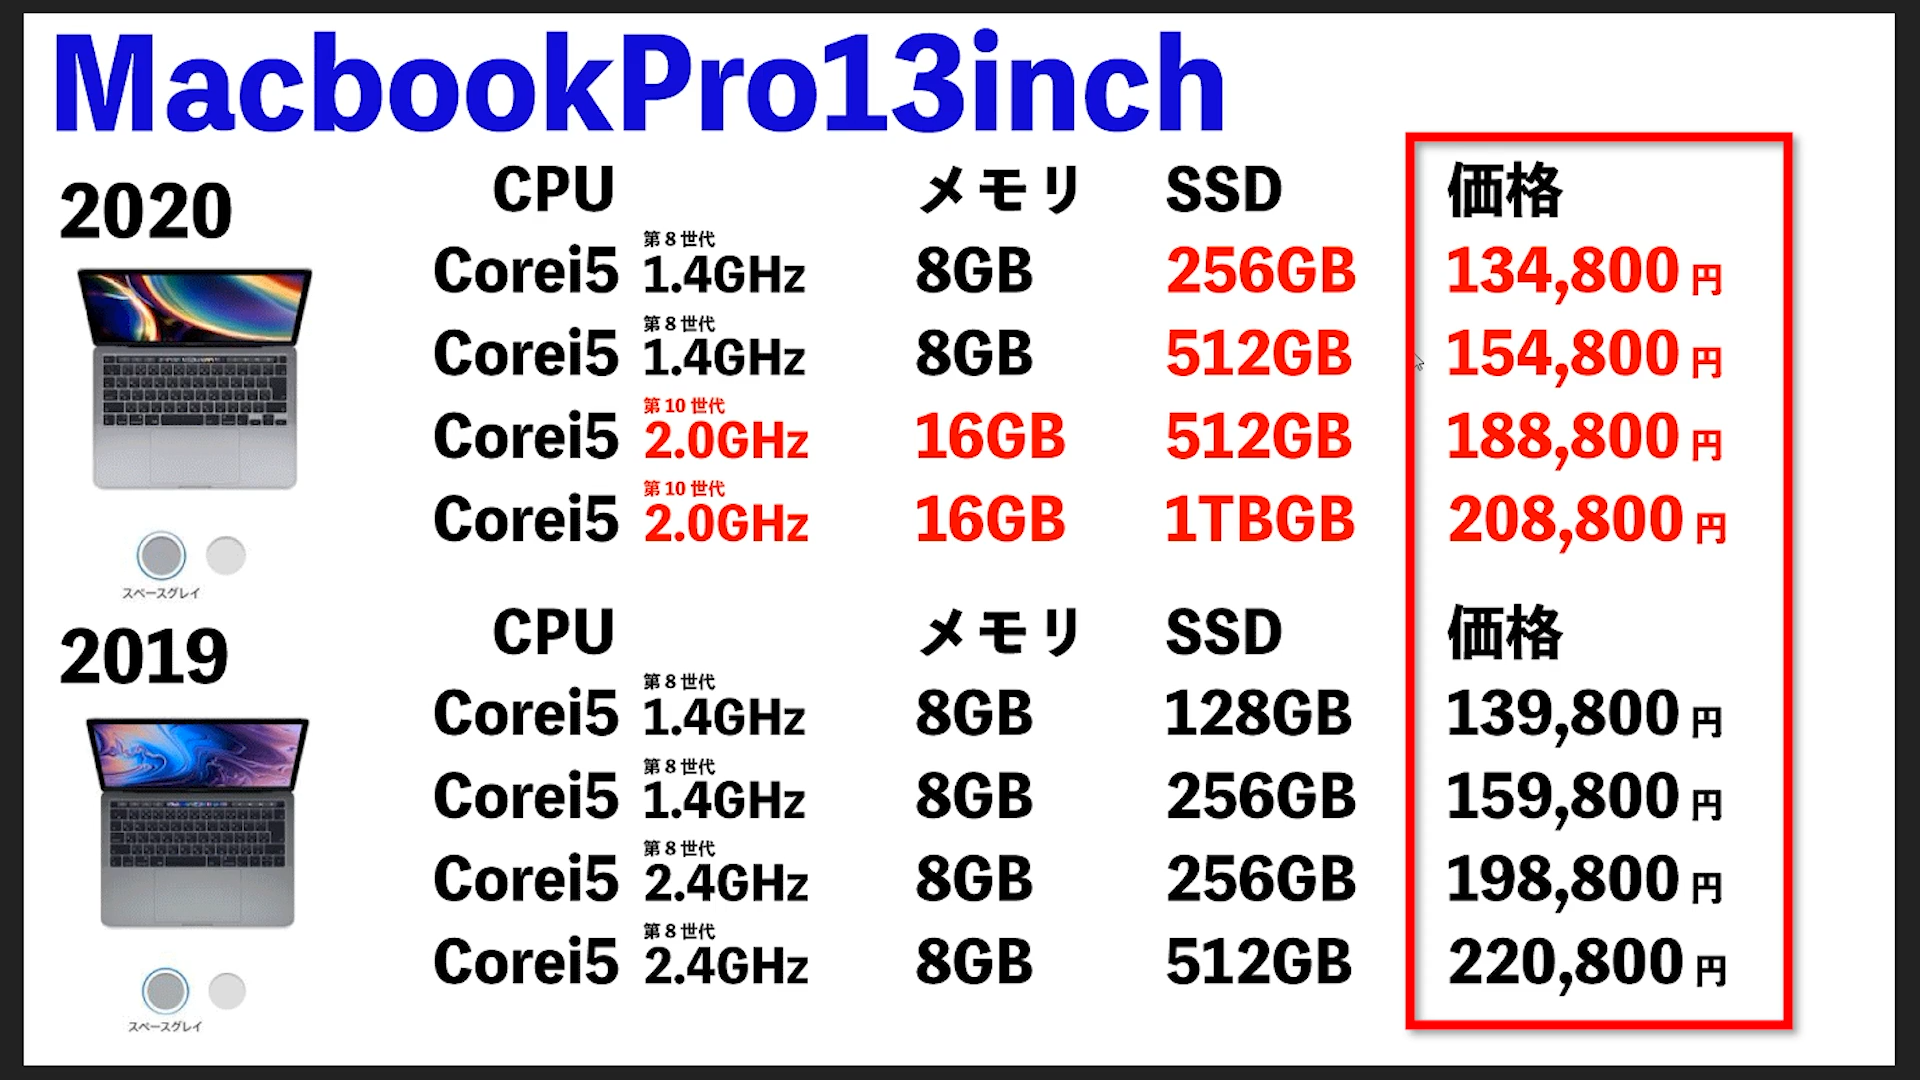 MacbookPro13inch
2020 CPU メモリ SSD 価格
Corei5 第8世代 1.4GHz 8GB 256GB 134,800円
Corei5 第8世代 1.4GHz 8GB 512GB 154,800円
Corei5 第10世代 2.0GHz 16GB 512GB 188,800円
Corei5 第10世代 2.0GHz 16GB 1TBGB 208,800円
スペースグレイ
2019 CPU メモリ SSD 価格
Corei5 第8世代 1.4GHz 8GB 128GB 139,800円
Corei5 第8世代 1.4GHz 8GB 256GB 159,800円
Corei5 第8世代 2.4GHz 8GB 256GB 198,800円
Corei5 第8世代 2.4GHz 8GB 512GB 220,800円
スペースグレイ